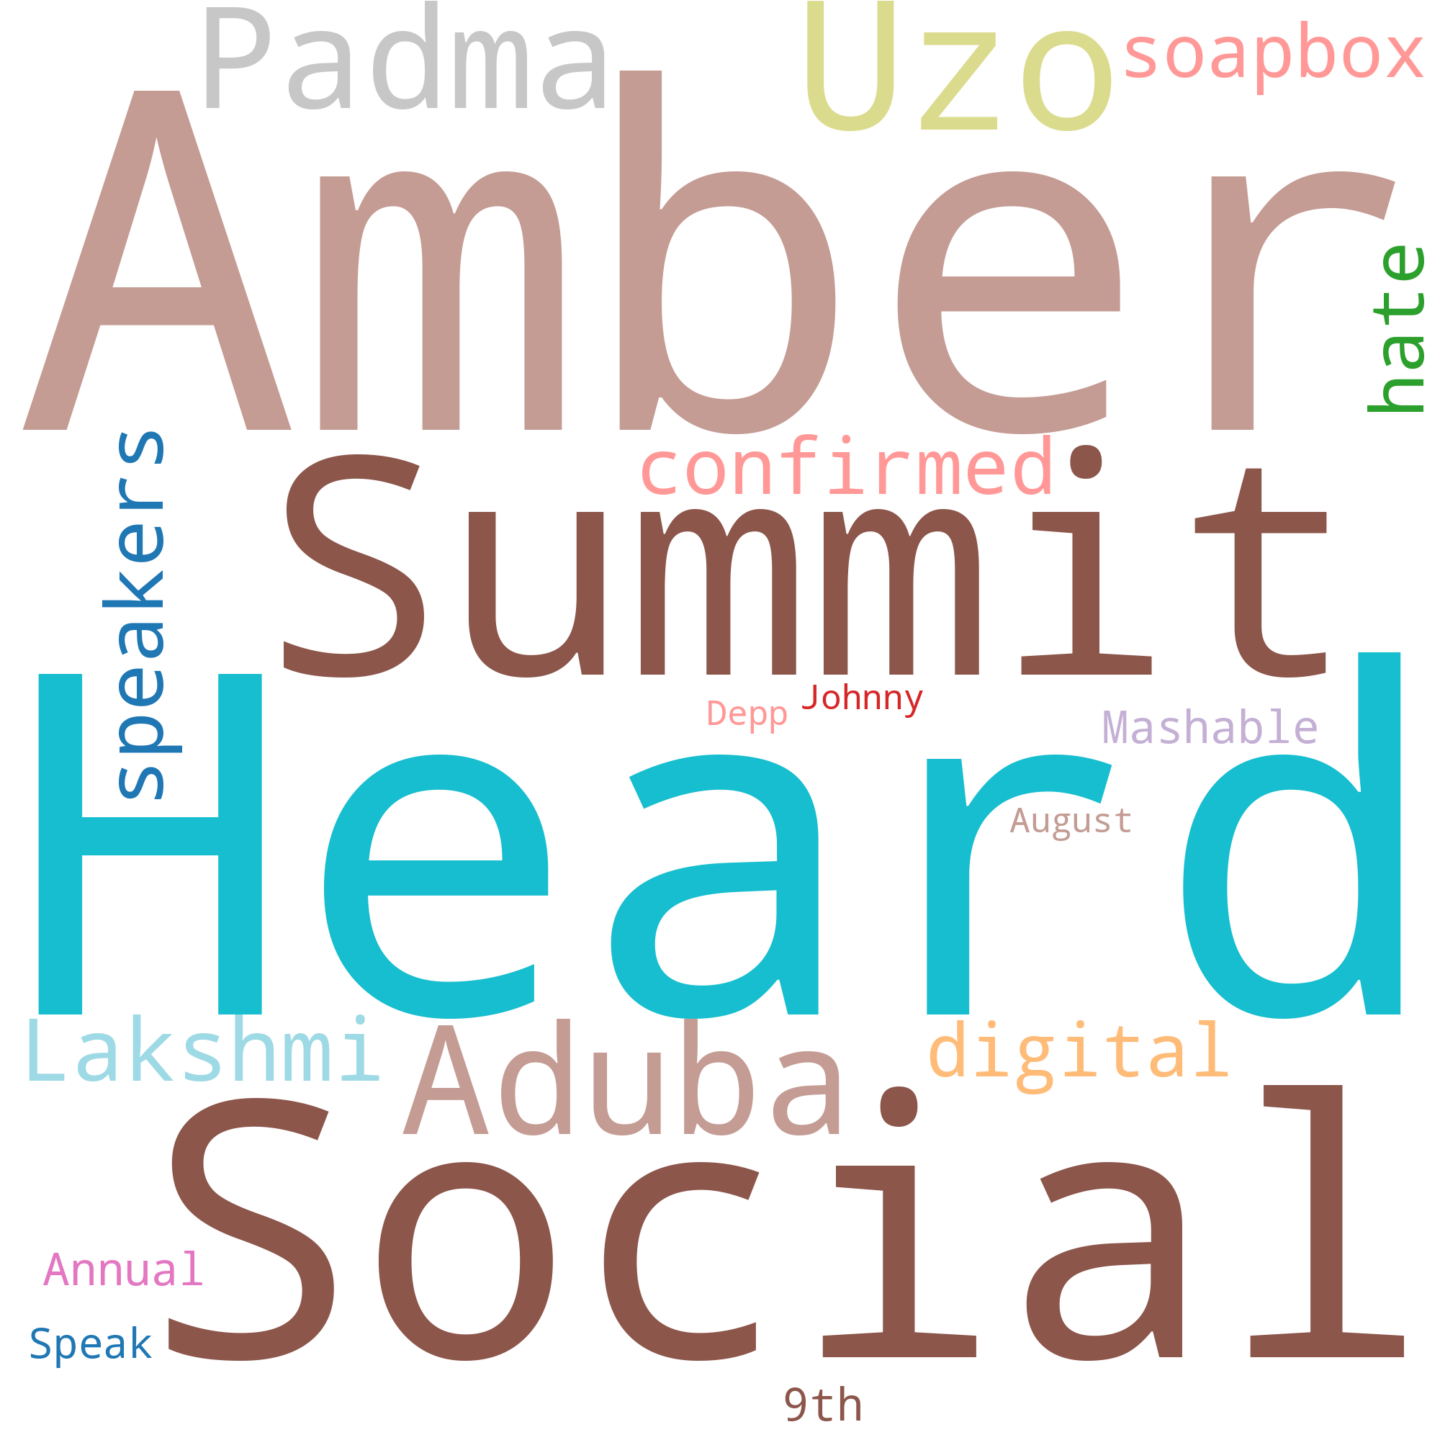 Padma
Uzo
soapbox
Amber
hate
speakers
confirmed
Summit
Depp
Johnny
Mashable
Heard
August
Lakshmi
Aduba
digital
Social
Annual
Speak
9th